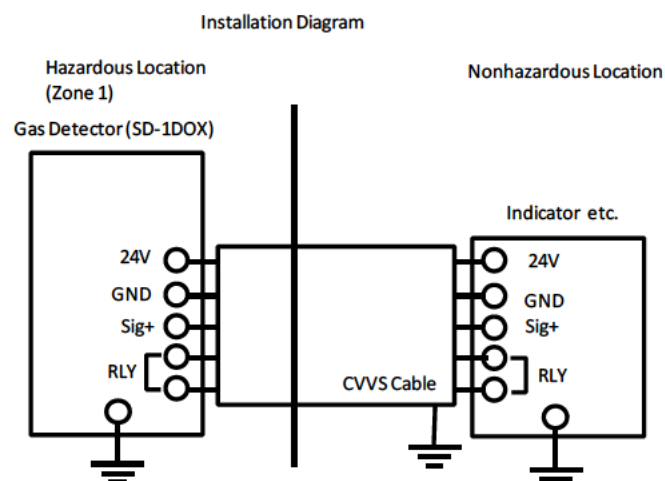 Installation Diagram
Hazardous Location
(Zone 1)
Nonhazardous Location
Gas Detector (SD-1DOX)
Indicator etc.
24V
GND
Sig+
RLY
CVVS Cable
24V
GND
Sig+
RLY